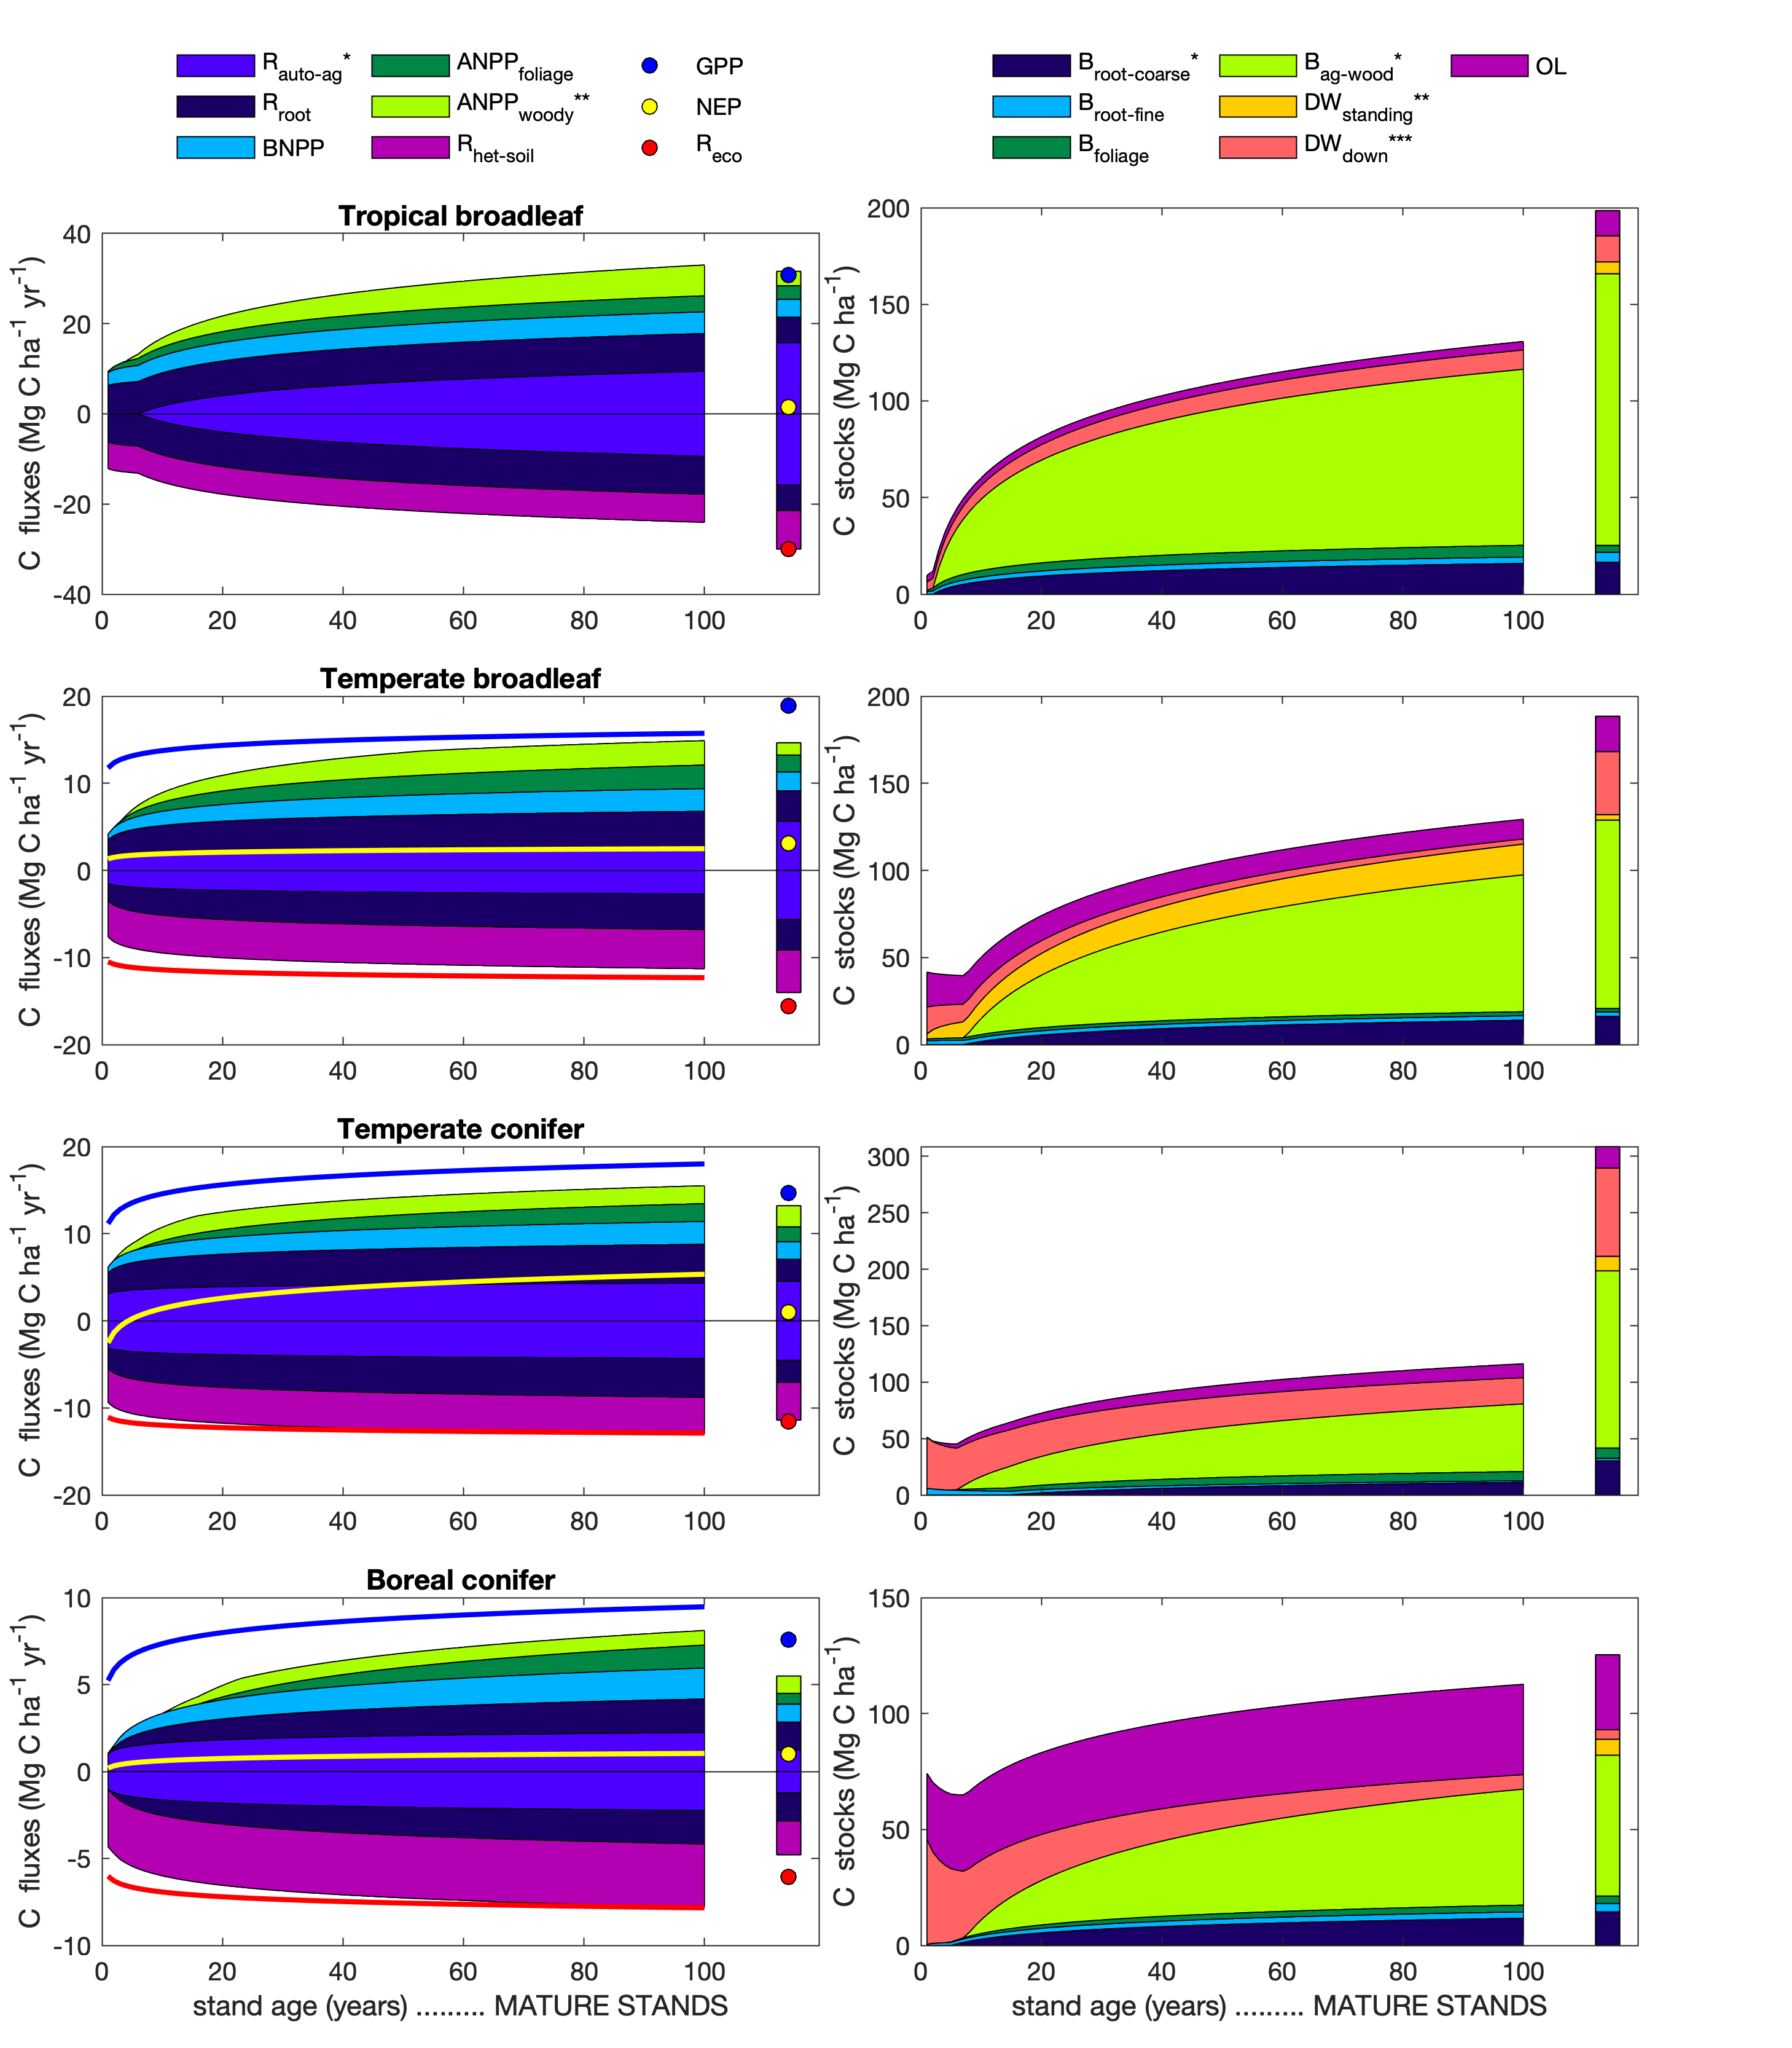 R_auto-ag* ANPP_foliage GPP
R_root ANPP_woody** NEP
BNPP R_het-soil R_eco
B_root-coarse* B_ag-wood* OL
B_root-fine DW_standing**
B_foliage DW_down***
Tropical broadleaf
C fluxes (Mg C ha⁻¹ yr⁻¹)
40
20
0
-20
-40
0 20 40 60 80 100
C stocks (Mg C ha⁻¹)
200
150
100
50
0
0 20 40 60 80 100
Temperate broadleaf
C fluxes (Mg C ha⁻¹ yr⁻¹)
20
10
0
-10
-20
0 20 40 60 80 100
C stocks (Mg C ha⁻¹)
200
150
100
50
0
0 20 40 60 80 100
Temperate conifer
C fluxes (Mg C ha⁻¹ yr⁻¹)
20
10
0
-10
-20
0 20 40 60 80 100
C stocks (Mg C ha⁻¹)
300
250
200
150
100
50
0
0 20 40 60 80 100
Boreal conifer
C fluxes (Mg C ha⁻¹ yr⁻¹)
10
5
0
-5
-10
0 20 40 60 80 100
stand age (years) ......... MATURE STANDS
C stocks (Mg C ha⁻¹)
150
100
50
0
0 20 40 60 80 100
stand age (years) ......... MATURE STANDS